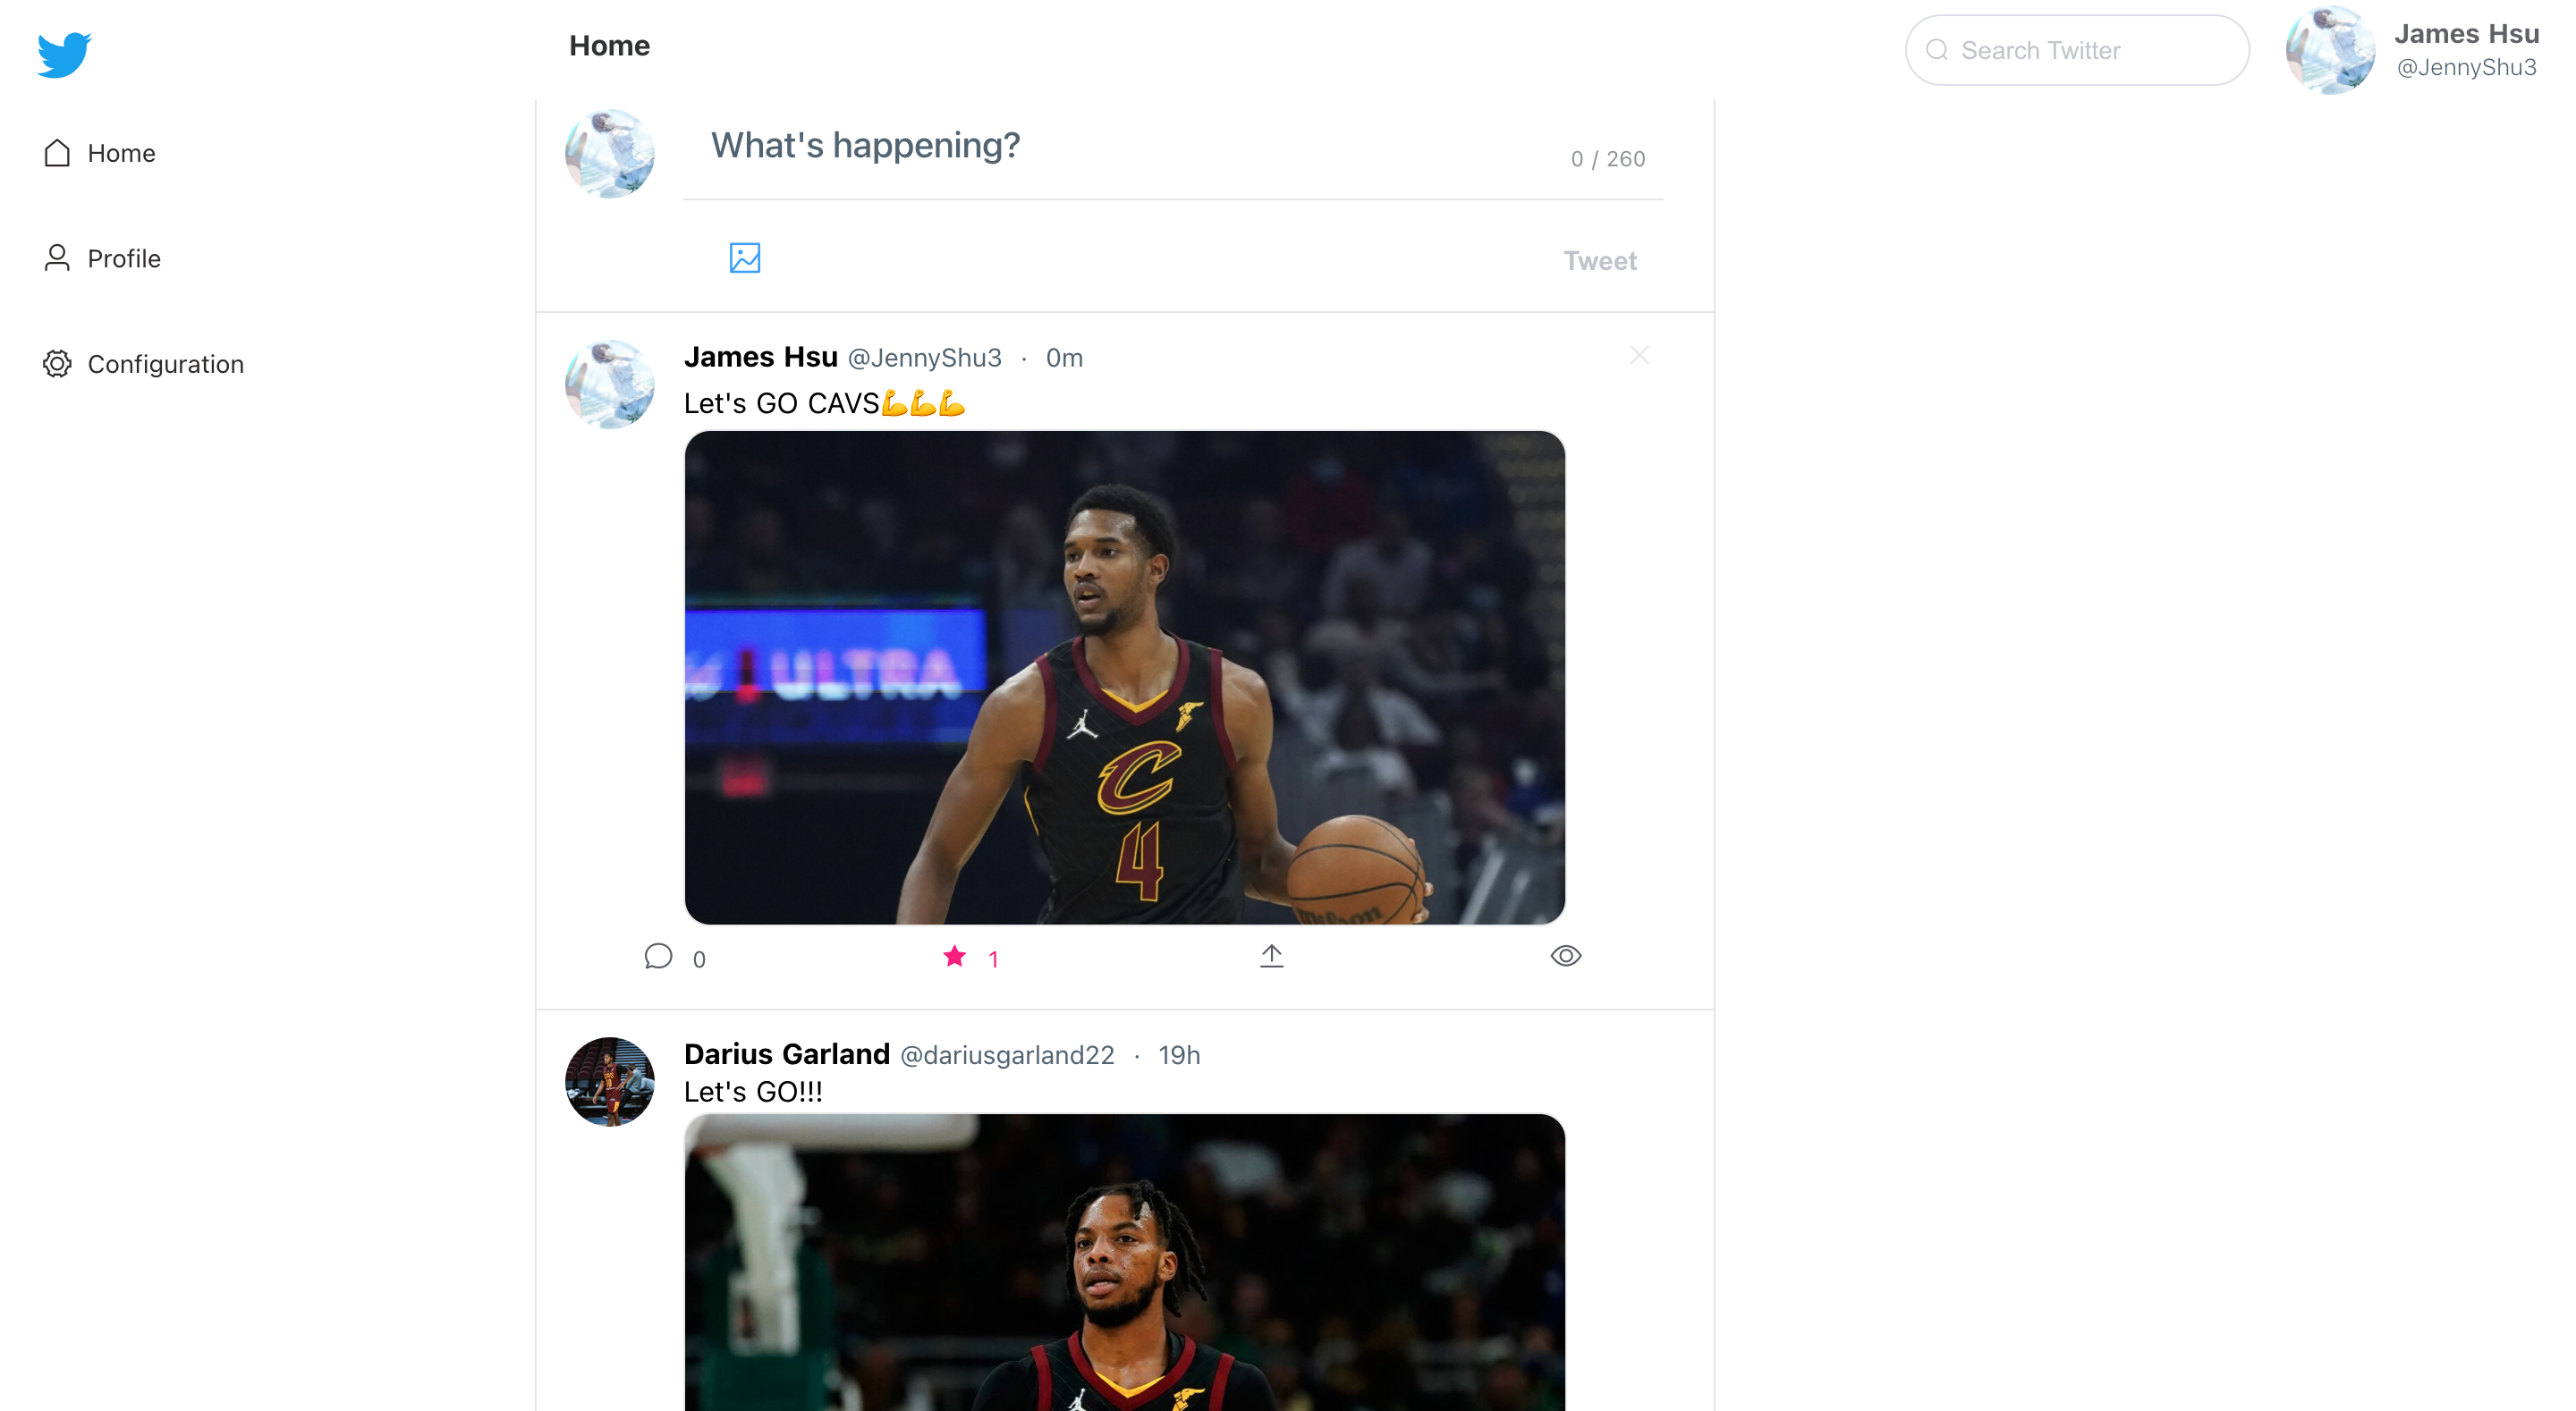 Home
Search Twitter
James Hsu
@JennyShu3
Home
Profile
Configuration
What's happening?
0 / 260
Tweet
James Hsu @JennyShu3 · 0m
Let's GO CAVS💪💪💪
ULTRA
C
4
Wilson
0
1
Darius Garland @dariusgarland22 · 19h
Let's GO!!!